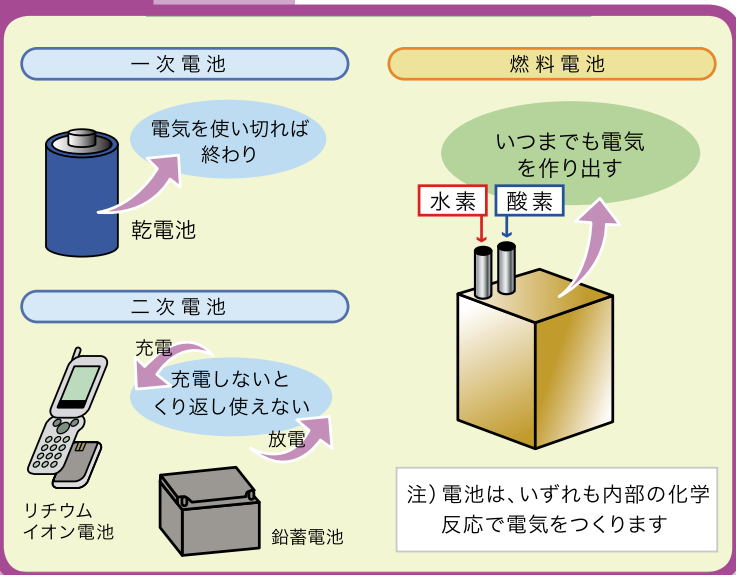 一次電池
電気を使い切れば
終わり
乾電池
二次電池
充電
充電しないと
くり返し使えない
放電
リチウム
イオン電池
鉛蓄電池
燃料電池
いつまでも電気
を作り出す
水素
酸素
注）電池は、いずれも内部の化学
反応で電気をつくります